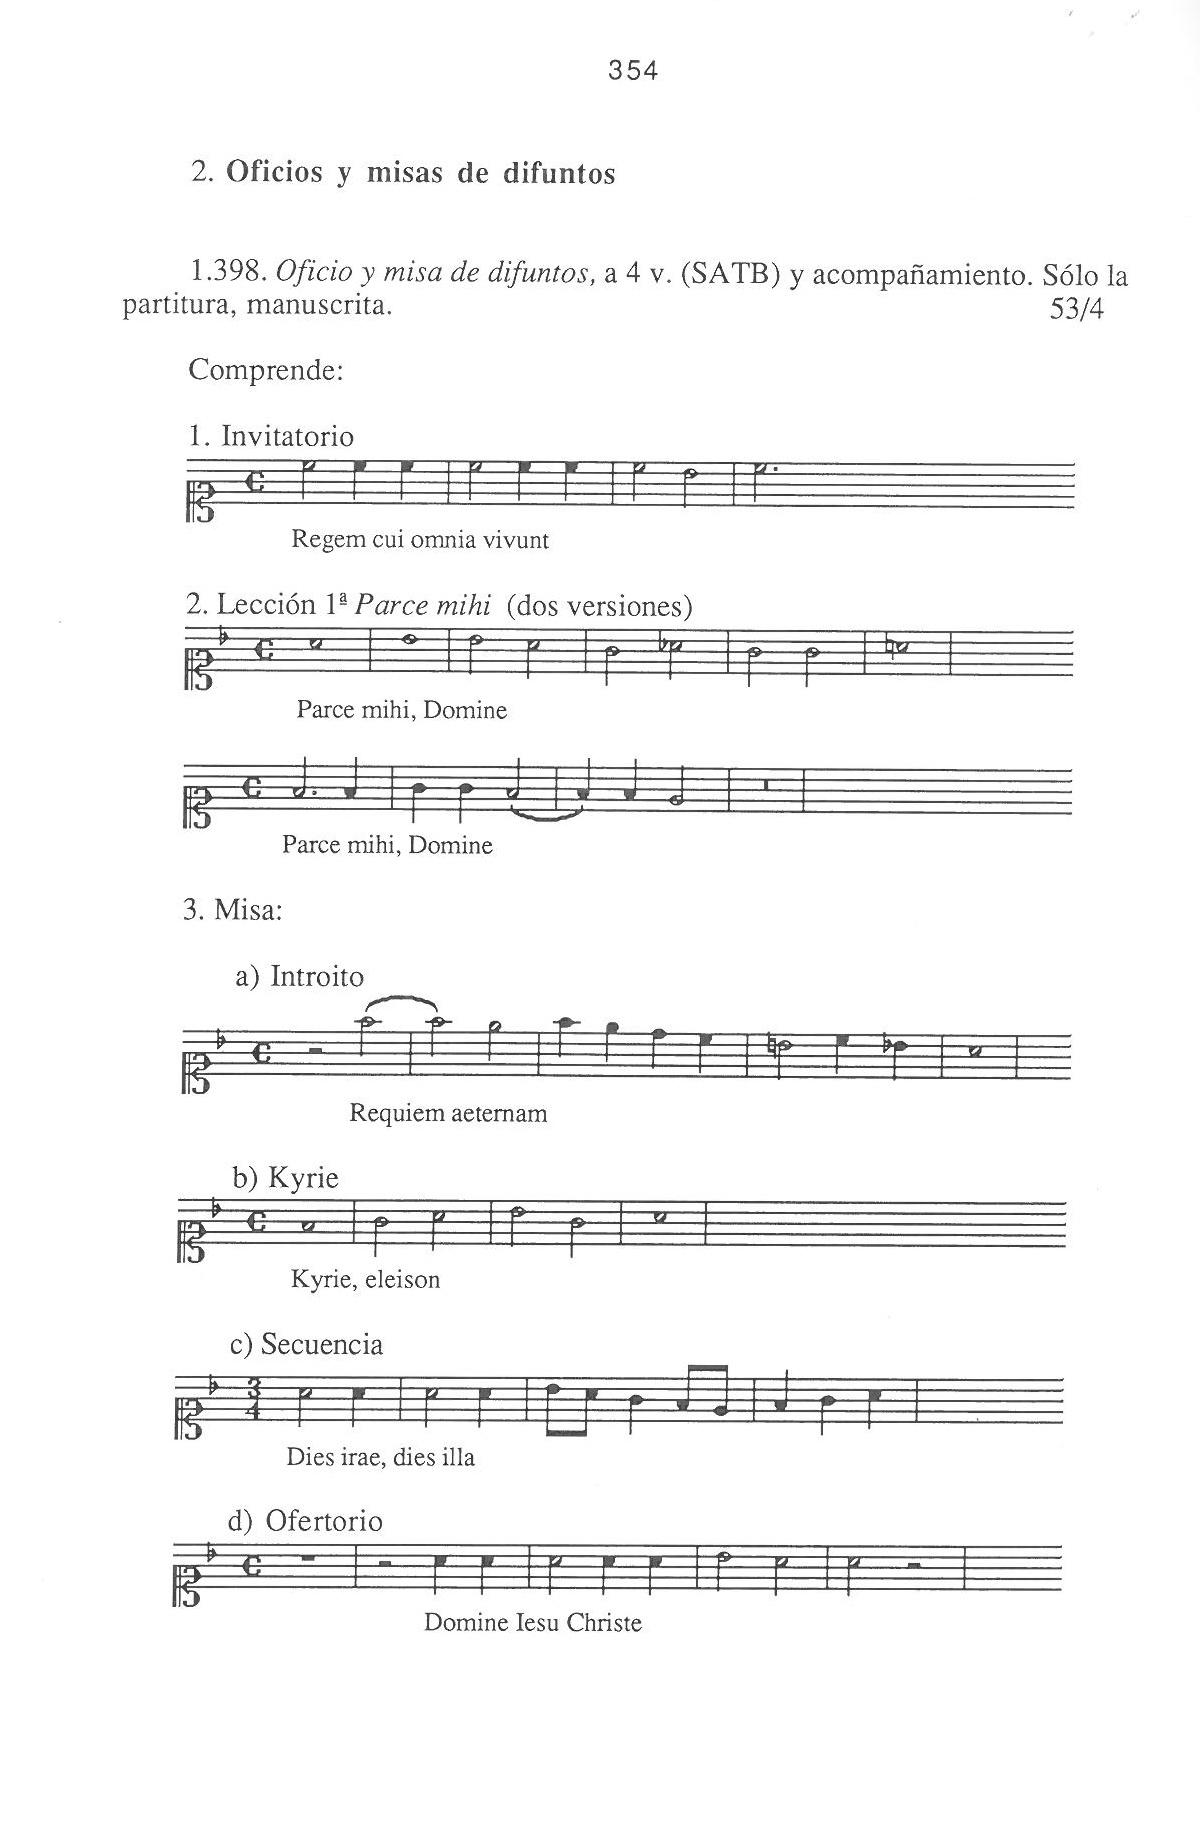 354
2. Oficios y misas de difuntos
1.398. Oficio y misa de difuntos, a 4 v. (SATB) y acompañamiento. Sólo la
partitura, manuscrita. 53/4
Comprende:
1. Invitatorio
Regem cui omnia vivunt
2. Lección 1ª Parce mihi (dos versiones)
Parce mihi, Domine
Parce mihi, Domine
3. Misa:
a) Introito
Requiem aeternam
b) Kyrie
Kyrie, eleison
c) Secuencia
3
4
Dies irae, dies illa
d) Ofertorio
Domine Iesu Christe